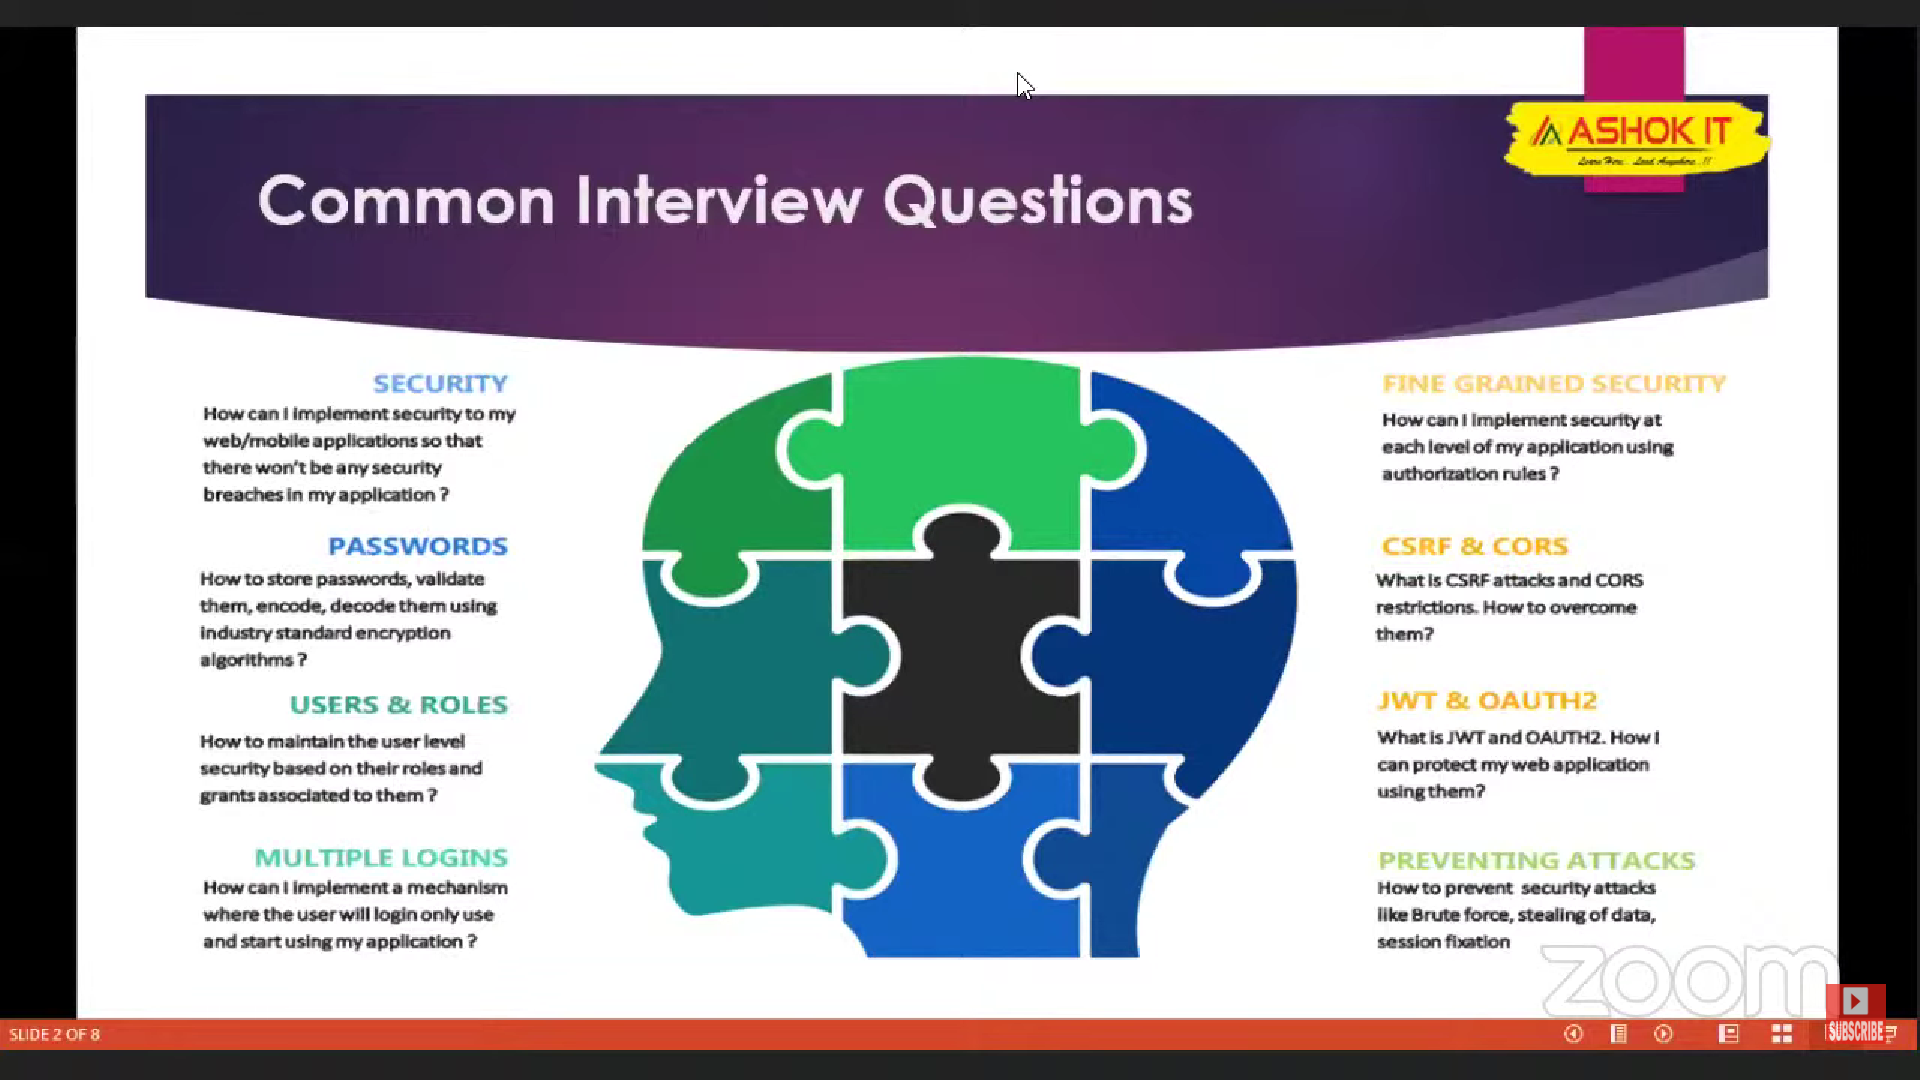 ASHOK IT
Learn Here.. Lead Anywhere..!!
Common Interview Questions
SECURITY
How can I implement security to my
web/mobile applications so that
there won't be any security
breaches in my application ?
PASSWORDS
How to store passwords, validate
them, encode, decode them using
industry standard encryption
algorithms ?
USERS & ROLES
How to maintain the user level
security based on their roles and
grants associated to them ?
MULTIPLE LOGINS
How can I implement a mechanism
where the user will login only use
and start using my application ?
FINE GRAINED SECURITY
How can I implement security at
each level of my application using
authorization rules ?
CSRF & CORS
What is CSRF attacks and CORS
restrictions. How to overcome
them?
JWT & OAUTH2
What is JWT and OAUTH2. How I
can protect my web application
using them?
PREVENTING ATTACKS
How to prevent security attacks
like Brute force, stealing of data,
session fixation
zoom
SUBSCRIBE
SLIDE 2 OF 8